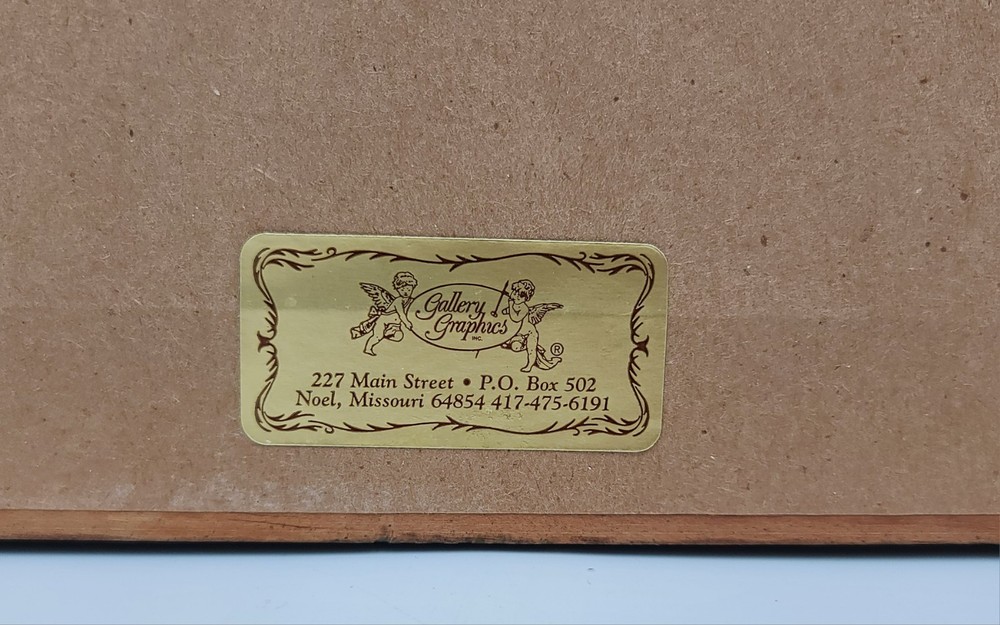 Gallery
Graphics
INC.
®
227 Main Street • P.O. Box 502
Noel, Missouri 64854 417-475-6191